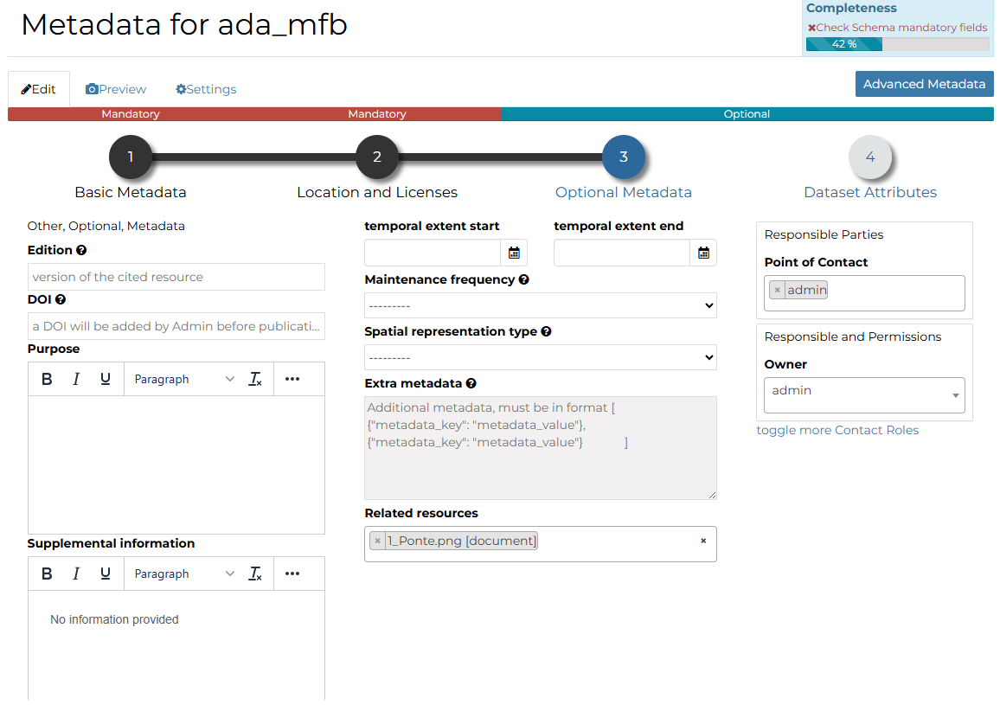 Metadata for ada_mfb
Completeness
✖Check Schema mandatory fields
42 %
Edit
Preview
Settings
Advanced Metadata
Mandatory
Mandatory
Optional
1
2
3
4
Basic Metadata
Location and Licenses
Optional Metadata
Dataset Attributes
Other, Optional, Metadata
Edition ?
version of the cited resource
DOI ?
a DOI will be added by Admin before publicati...
Purpose
B I U Paragraph Tx •••
Supplemental information
B I U Paragraph Tx •••
No information provided
temporal extent start
temporal extent end
Maintenance frequency ?
---------
Spatial representation type ?
---------
Extra metadata ?
Additional metadata, must be in format [
{"metadata_key": "metadata_value"},
{"metadata_key": "metadata_value"} ]
Related resources
× 1_Ponte.png [document] ×
Responsible Parties
Point of Contact
× admin
Responsible and Permissions
Owner
admin
toggle more Contact Roles